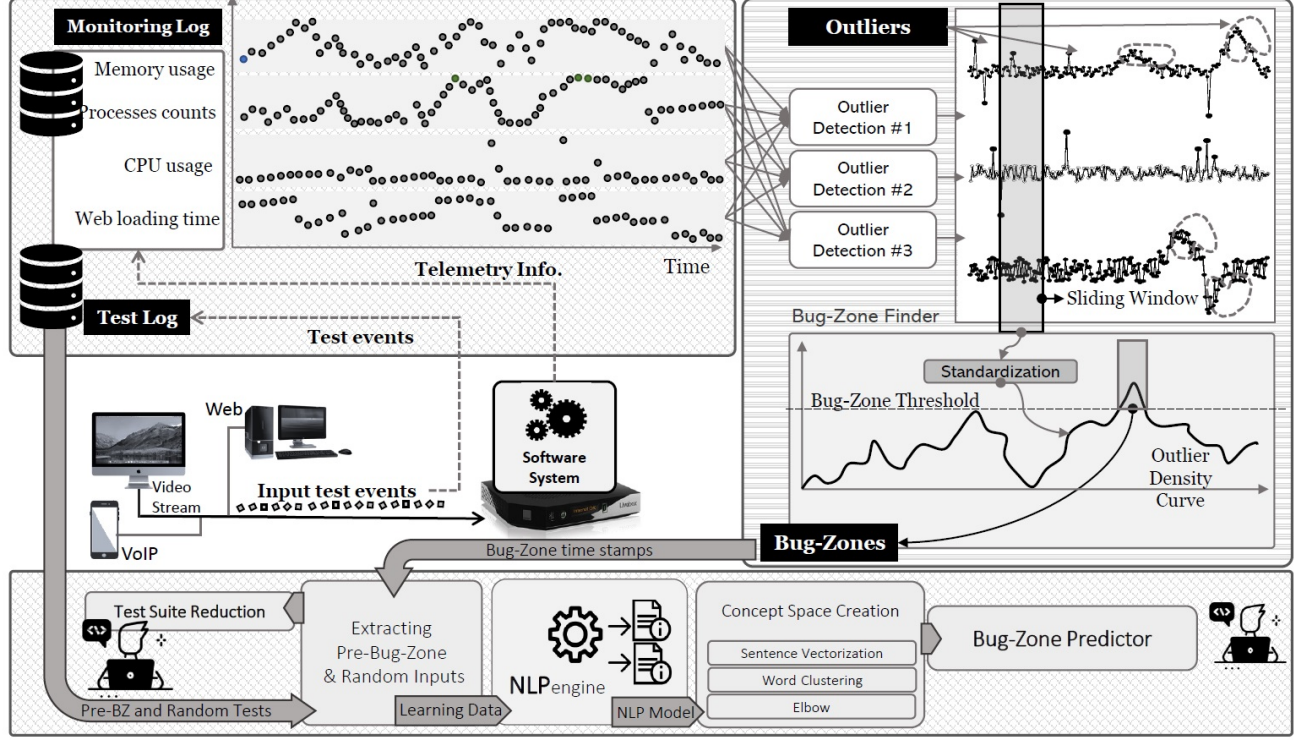 Monitoring Log
Memory usage
Processes counts
CPU usage
Web loading time
Time
Telemetry Info.
Test Log
Test events
Outliers
Outlier
Detection #1
Outlier
Detection #2
Outlier
Detection #3
Sliding Window
Bug-Zone Finder
Standardization
Bug-Zone Threshold
Outlier
Density
Curve
Bug-Zones
Web
Video
Stream
VoIP
Input test events
Software
System
Bug-Zone time stamps
Test Suite Reduction
Extracting
Pre-Bug-Zone
& Random Inputs
NLPengine
Concept Space Creation
Sentence Vectorization
Word Clustering
Elbow
Bug-Zone Predictor
Pre-BZ and Random Tests
Learning Data
NLP Model